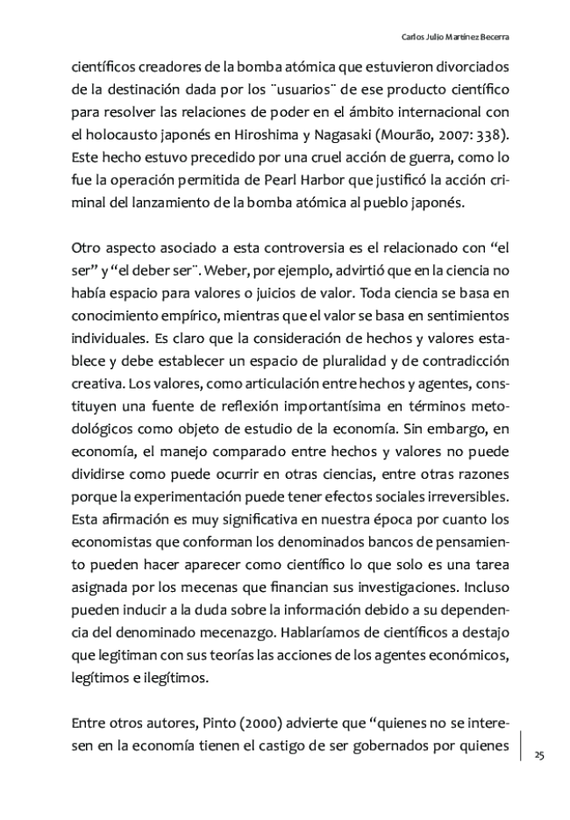 Carlos Julio Martínez Becerra
científicos creadores de la bomba atómica que estuvieron divorciados
de la destinación dada por los ¨usuarios¨ de ese producto científico
para resolver las relaciones de poder en el ámbito internacional con
el holocausto japonés en Hiroshima y Nagasaki (Mourão, 2007: 338).
Este hecho estuvo precedido por una cruel acción de guerra, como lo
fue la operación permitida de Pearl Harbor que justificó la acción cri-
minal del lanzamiento de la bomba atómica al pueblo japonés.
Otro aspecto asociado a esta controversia es el relacionado con “el
ser” y “el deber ser¨. Weber, por ejemplo, advirtió que en la ciencia no
había espacio para valores o juicios de valor. Toda ciencia se basa en
conocimiento empírico, mientras que el valor se basa en sentimientos
individuales. Es claro que la consideración de hechos y valores esta-
blece y debe establecer un espacio de pluralidad y de contradicción
creativa. Los valores, como articulación entre hechos y agentes, cons-
tituyen una fuente de reflexión importantísima en términos meto-
dológicos como objeto de estudio de la economía. Sin embargo, en
economía, el manejo comparado entre hechos y valores no puede
dividirse como puede ocurrir en otras ciencias, entre otras razones
porque la experimentación puede tener efectos sociales irreversibles.
Esta afirmación es muy significativa en nuestra época por cuanto los
economistas que conforman los denominados bancos de pensamien-
to pueden hacer aparecer como científico lo que solo es una tarea
asignada por los mecenas que financian sus investigaciones. Incluso
pueden inducir a la duda sobre la información debido a su dependen-
cia del denominado mecenazgo. Hablaríamos de científicos a destajo
que legitiman con sus teorías las acciones de los agentes económicos,
legítimos e ilegítimos.
Entre otros autores, Pinto (2000) advierte que “quienes no se intere-
sen en la economía tienen el castigo de ser gobernados por quienes
25